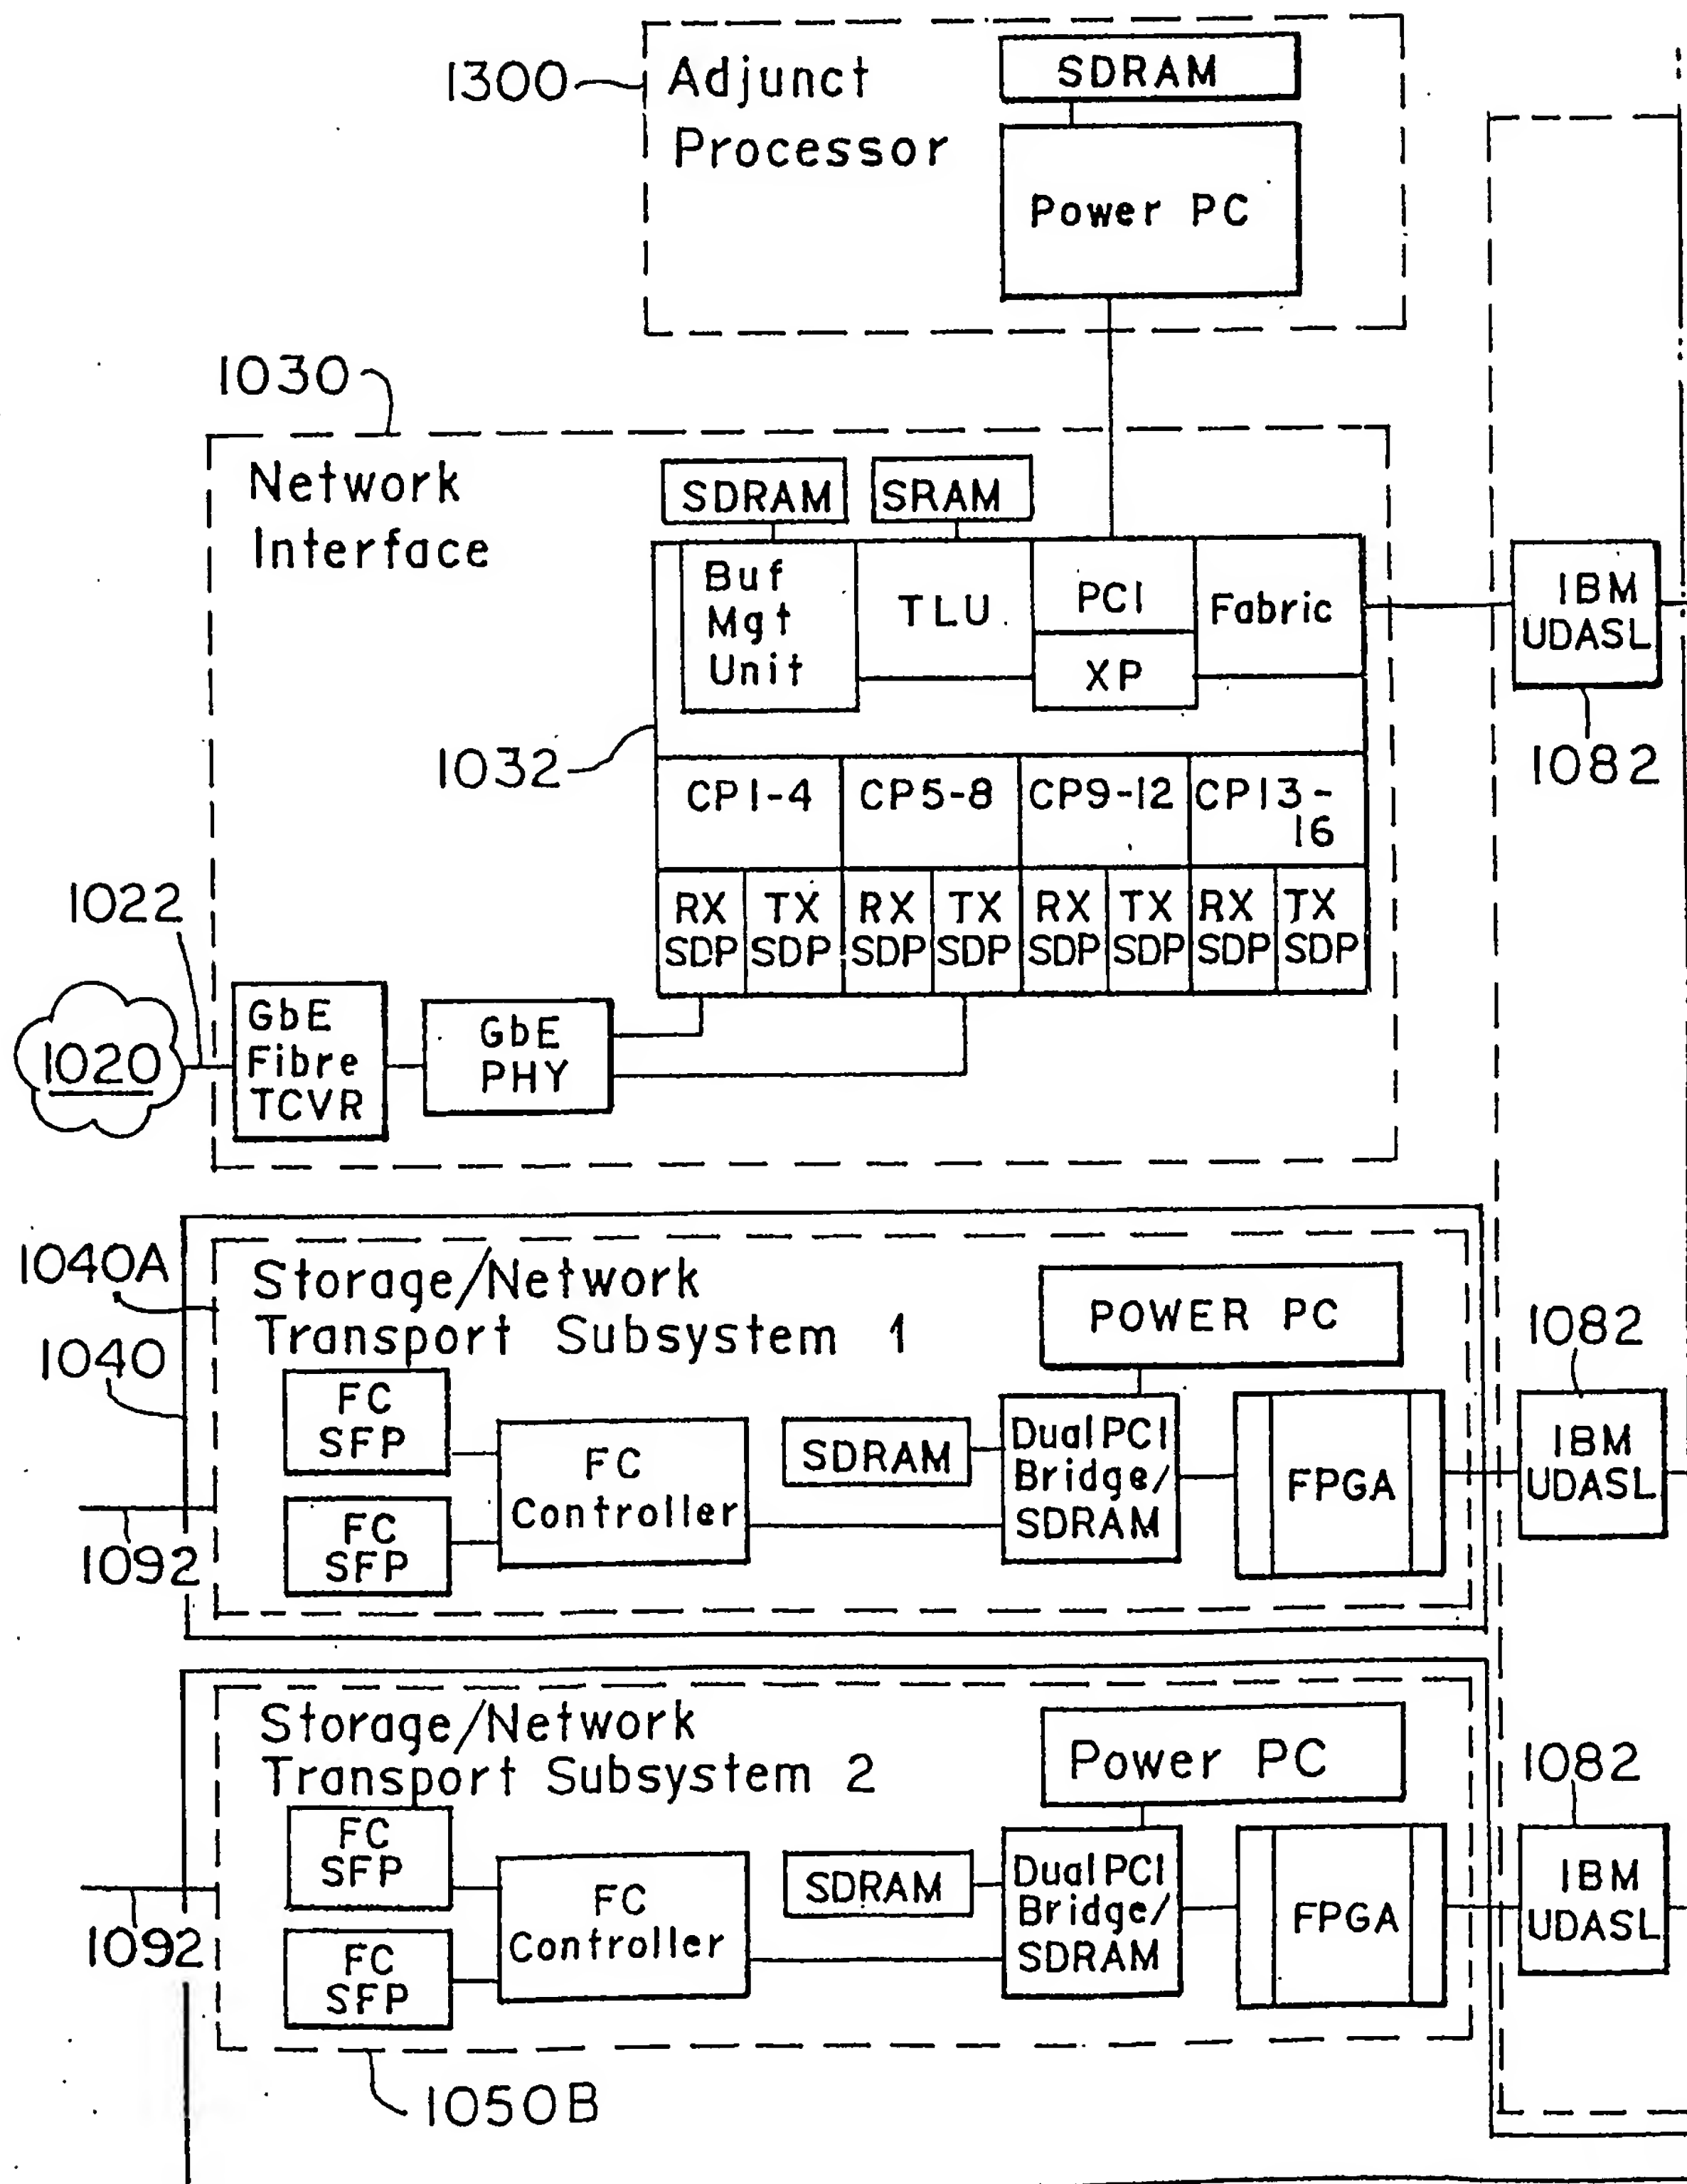 1300
Adjunct
Processor
SDRAM
Power PC
1030
Network
Interface
SDRAM
SRAM
Buf
Mgt
Unit
TLU
PCI
XP
Fabric
IBM
UDASL
1082
1032
CP1-4
CP5-8
CP9-12
CP13-
16
RX
SDP
TX
SDP
RX
SDP
TX
SDP
RX
SDP
TX
SDP
RX
SDP
TX
SDP
1022
1020
GbE
Fibre
TCVR
GbE
PHY
1040A
1040
Storage/Network
Transport Subsystem 1
POWER PC
1082
FC
SFP
FC
SFP
FC
Controller
SDRAM
Dual PCI
Bridge/
SDRAM
FPGA
IBM
UDASL
1092
Storage/Network
Transport Subsystem 2
Power PC
1082
FC
SFP
FC
SFP
FC
Controller
SDRAM
Dual PCI
Bridge/
SDRAM
FPGA
IBM
UDASL
1092
1050B